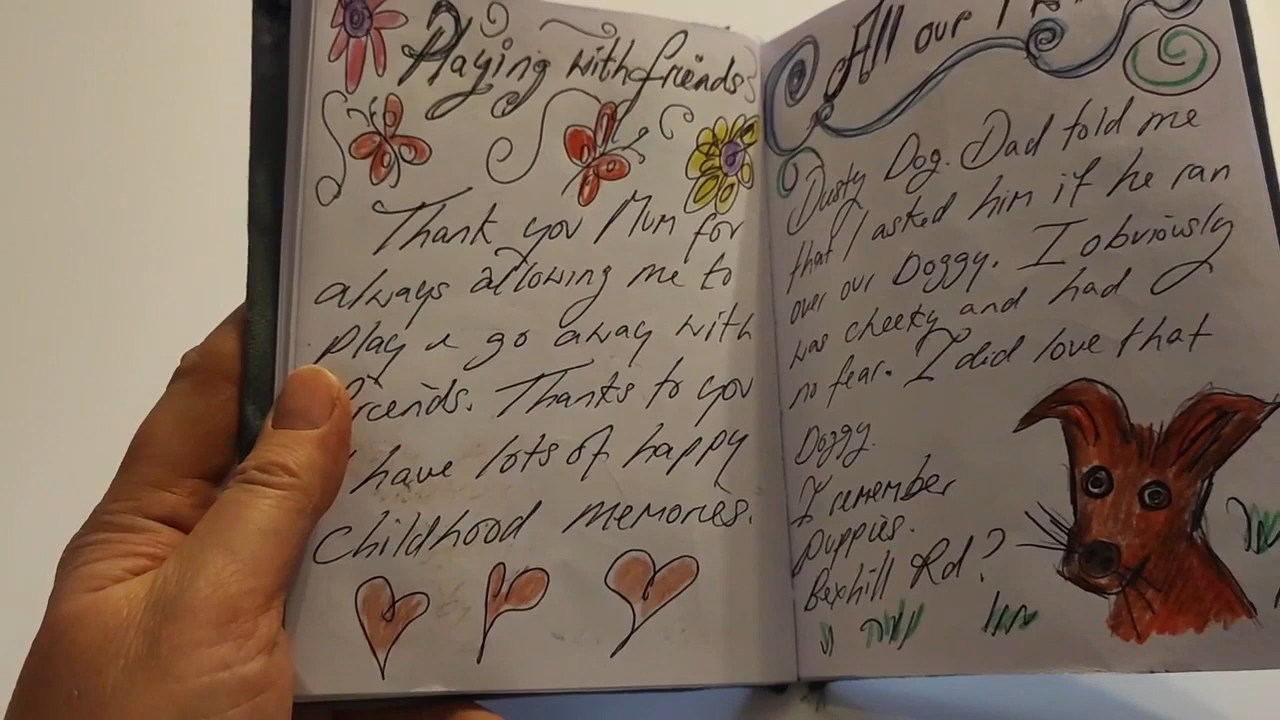 Playing with friends
Thank you Mum for
always allowing me to
play & go away with
friends. Thanks to you
I have lots of happy
Childhood memories.
All our
Dusty Dog. Dad told me
that I asked him if he ran
over our Doggy. I obviously
was cheeky and had
no fear. I did love that
Doggy.
I remember
puppies.
Bexhill Rd?